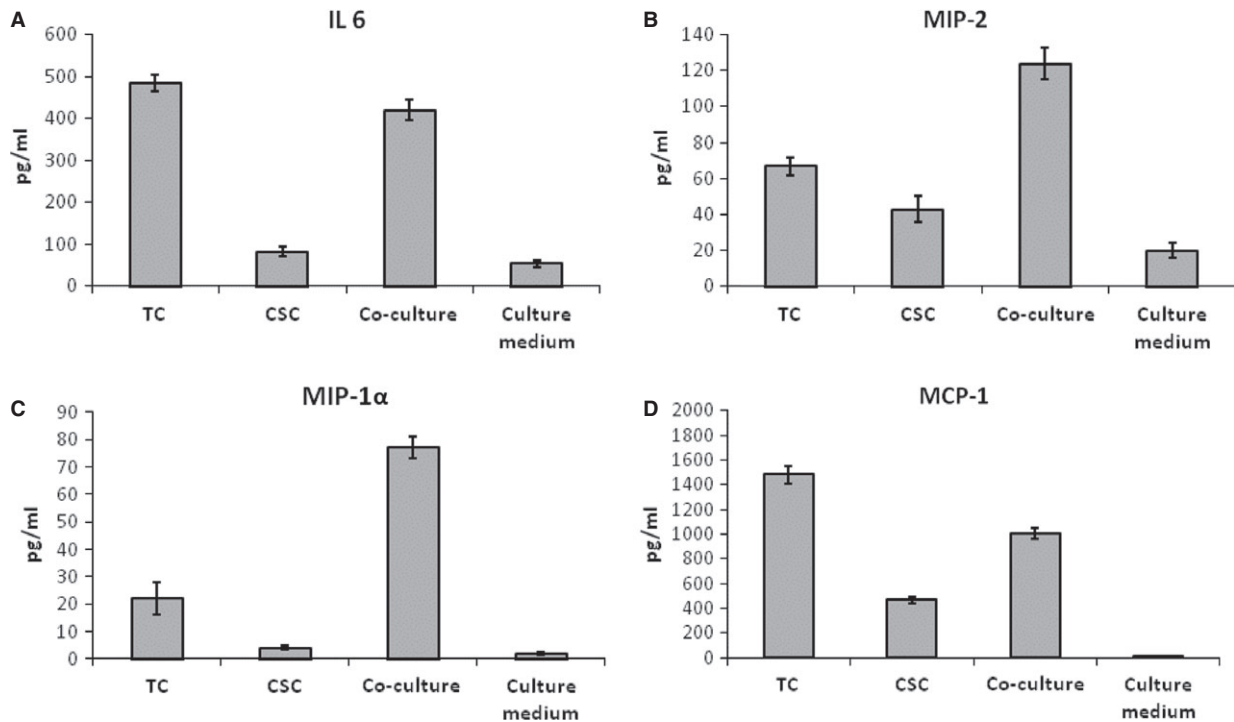 A
IL 6
600
500
400
300
200
100
0
pg/ml
TC
CSC
Co-culture
Culture
medium
B
MIP-2
140
120
100
80
60
40
20
0
pg/ml
TC
CSC
Co-culture
Culture
medium
C
MIP-1α
90
80
70
60
50
40
30
20
10
0
pg/ml
TC
CSC
Co-culture
Culture
medium
D
MCP-1
2000
1800
1600
1400
1200
1000
800
600
400
200
0
pg/ml
TC
CSC
Co-culture
Culture
medium